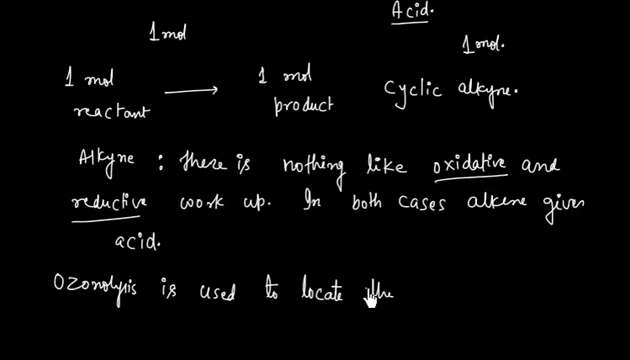 Acid.
1 mol
1 mol.
1 mol reactant → 1 mol product
Cyclic alkyne.
Alkyne : there is nothing like oxidative and
reductive work up. In both cases alkene gives
acid.
Ozonolysis is used to locate the